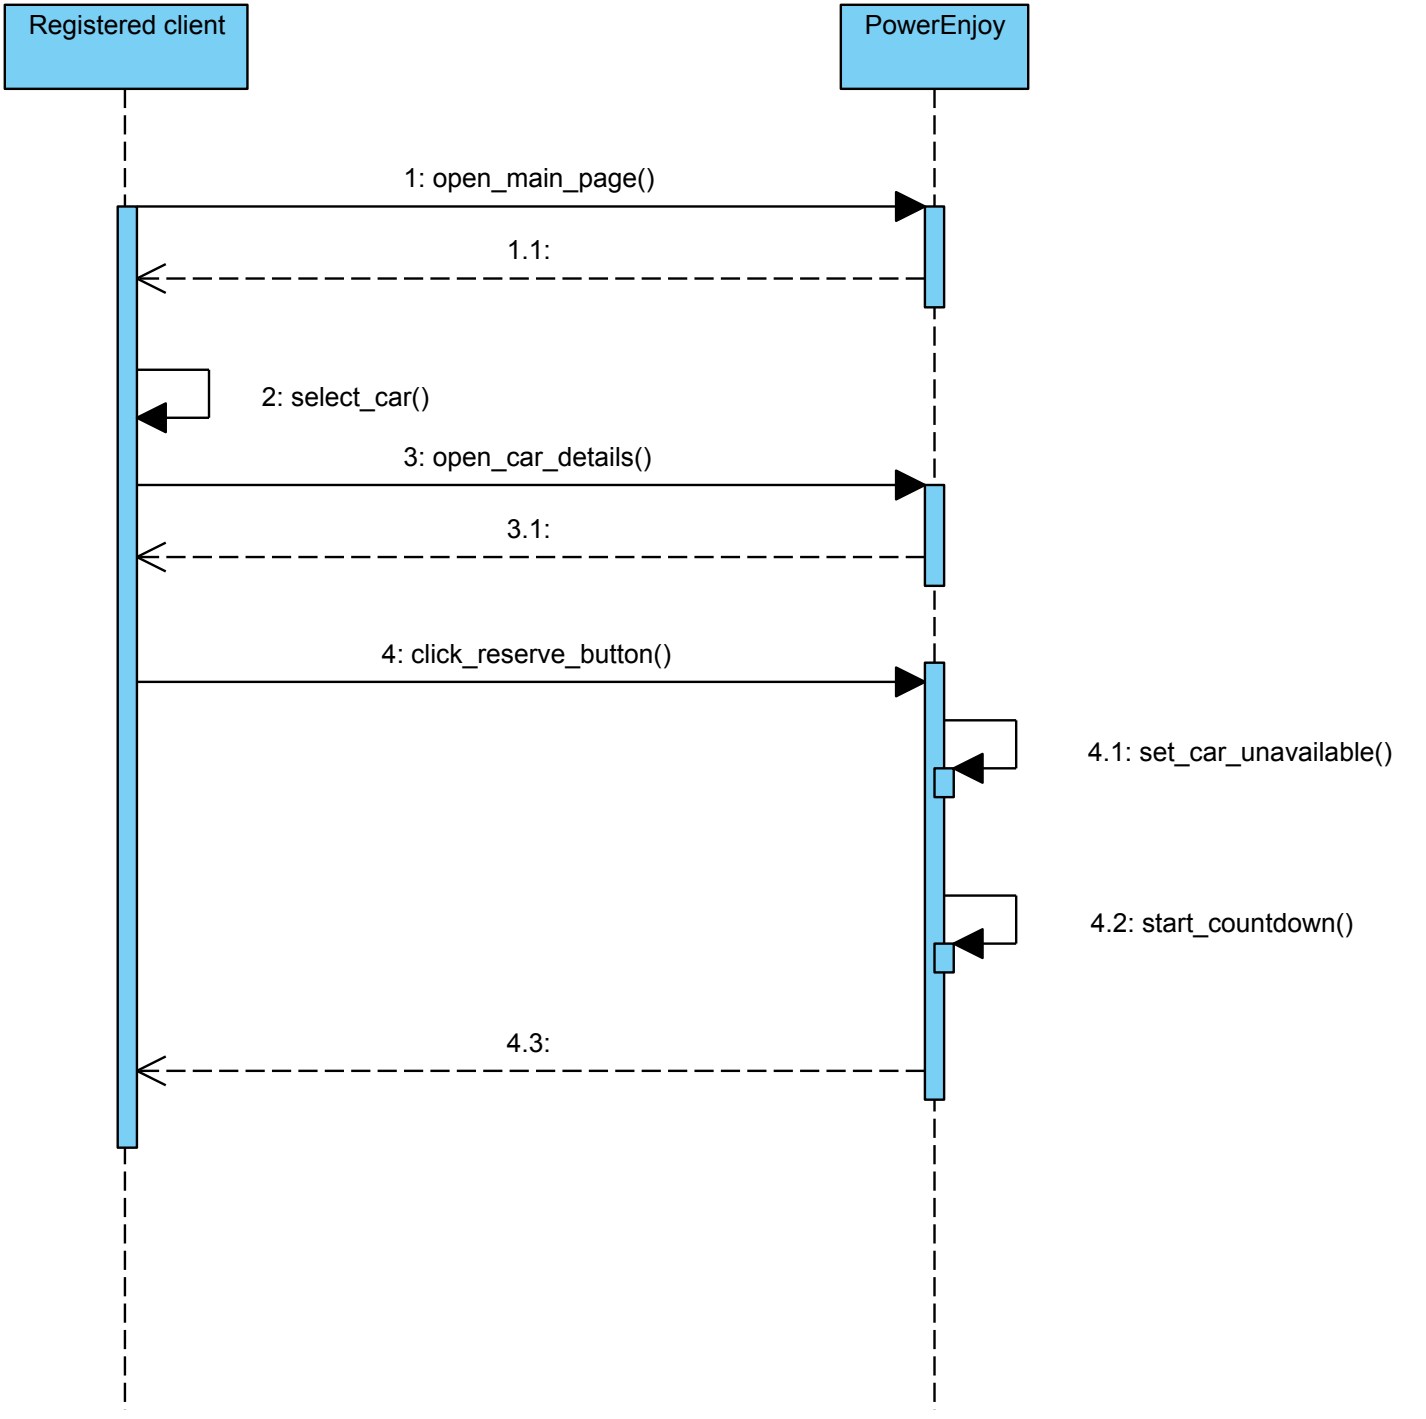 Registered client
PowerEnjoy
1: open_main_page()
1.1:
2: select_car()
3: open_car_details()
3.1:
4: click_reserve_button()
4.1: set_car_unavailable()
4.2: start_countdown()
4.3: